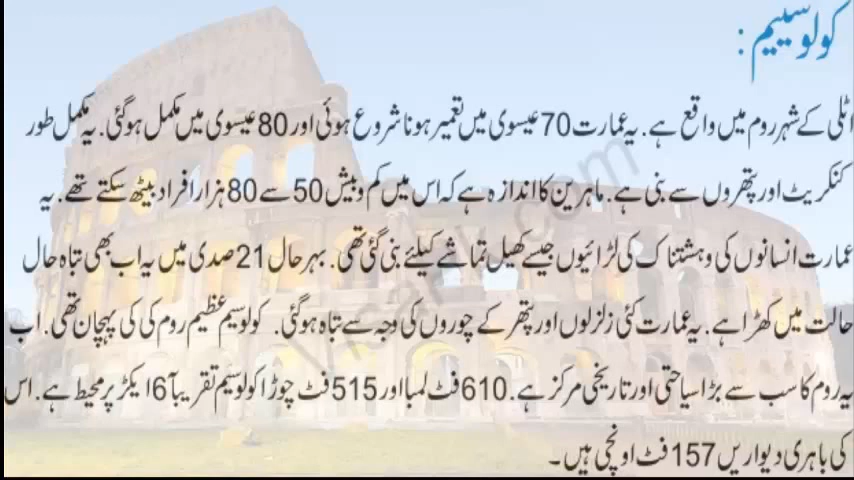 کولوسییم :
اٹلی کے شہر روم میں واقع ہے. یہ عمارت 70 عیسوی میں تعمیر ہونا شروع ہوئی اور 80 عیسوی میں مکمل ہوگئی. یہ مکمل طور
کنکریٹ اور پتھروں سے بنی ہے. ماہرین کا اندازہ ہے کہ اس میں کم و بیش 50 سے 80 ہزار افراد بیٹھ سکتے تھے. یہ
عمارت انسانوں کی وہشتناک کی لڑائیوں جیسے کھیل تماشے کیلئے بنی گئی تھی. بہر حال 21 صدی میں یہ اب بھی تباہ حال
حالت میں کھڑا ہے. یہ عمارت کئی زلزلوں اور پتھر کے چوروں کی وجہ سے تباہ ہوگئی. کولوسیم عظیم روم کی کی پہچان تھی. اب
یہ روم کا سب سے بڑا سیاحتی اور تاریخی مرکز ہے. 610 فٹ لمبا اور 515 فٹ چوڑا کولوسیم تقریباً 6 ایکڑ پر محیط ہے. اس
کی باہری دیواریں 157 فٹ اونچی ہیں۔